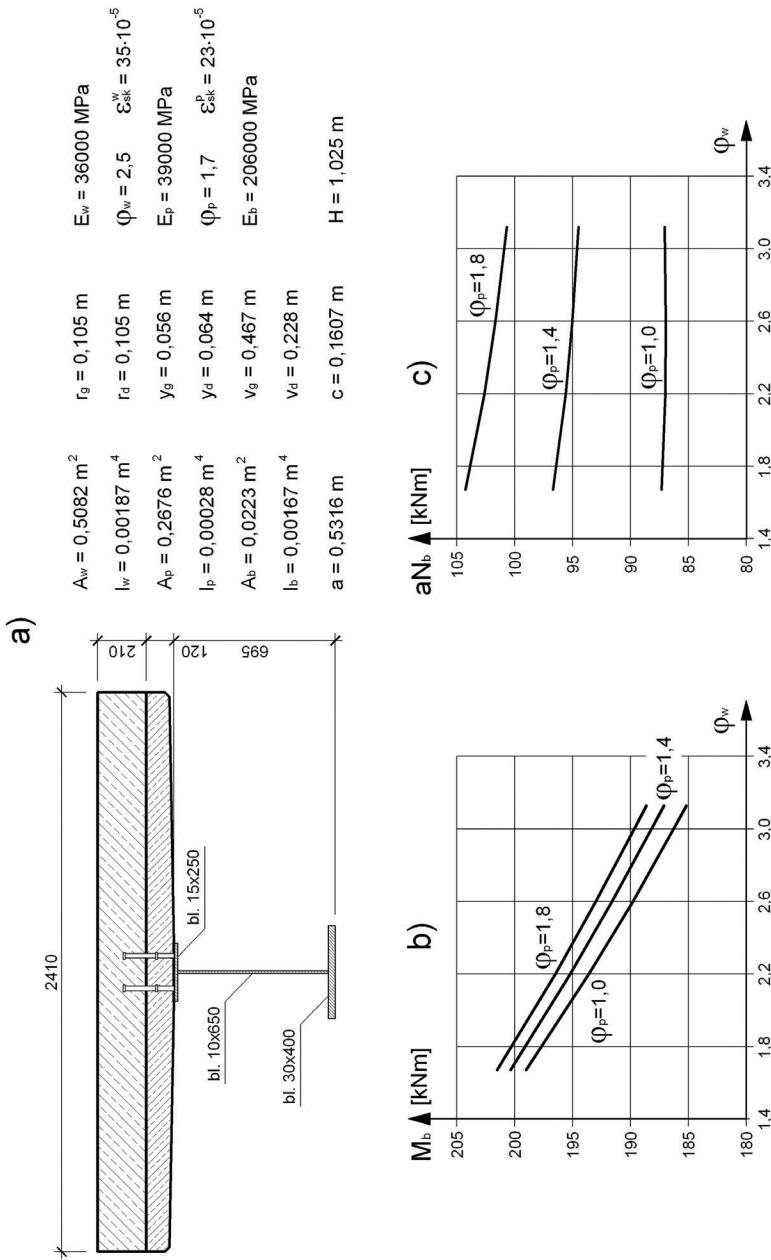 a)
2410
210
120
695
bl. 15x250
bl. 10x650
bl. 30x400
A_w = 0,5082 m² r_g = 0,105 m E_w = 36000 MPa
I_w = 0,00187 m⁴ r_d = 0,105 m φ_w = 2,5 ε_sk^w = 35·10⁻⁵
A_p = 0,2676 m² y_g = 0,056 m E_p = 39000 MPa
I_p = 0,00028 m⁴ y_d = 0,064 m φ_p = 1,7 ε_sk^p = 23·10⁻⁵
A_b = 0,0223 m² v_g = 0,467 m E_b = 206000 MPa
I_b = 0,00167 m⁴ v_d = 0,228 m
a = 0,5316 m c = 0,1607 m H = 1,025 m
b)
M_b [kNm]
205
200
195
190
185
180
φ_p=1,8
φ_p=1,0
φ_p=1,4
1.4 1.8 2.2 2.6 3.0 3.4
φ_w
c)
aN_b [kNm]
105
100
95
90
85
80
φ_p=1,8
φ_p=1,4
φ_p=1,0
1.4 1.8 2.2 2.6 3.0 3.4
φ_w